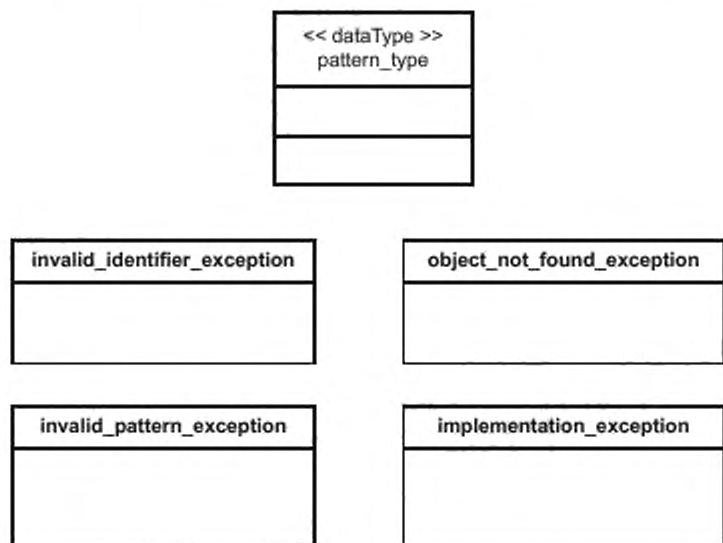 << dataType >>
pattern_type
invalid_identifier_exception
object_not_found_exception
invalid_pattern_exception
implementation_exception